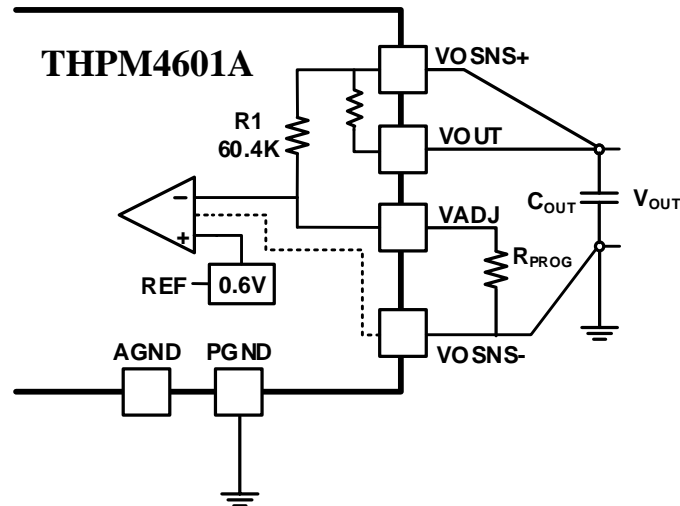 THPM4601A
VOSNS+
R1
60.4K
VOUT
COUT
VOUT
VADJ
RPROG
REF
0.6V
VOSNS-
AGND
PGND